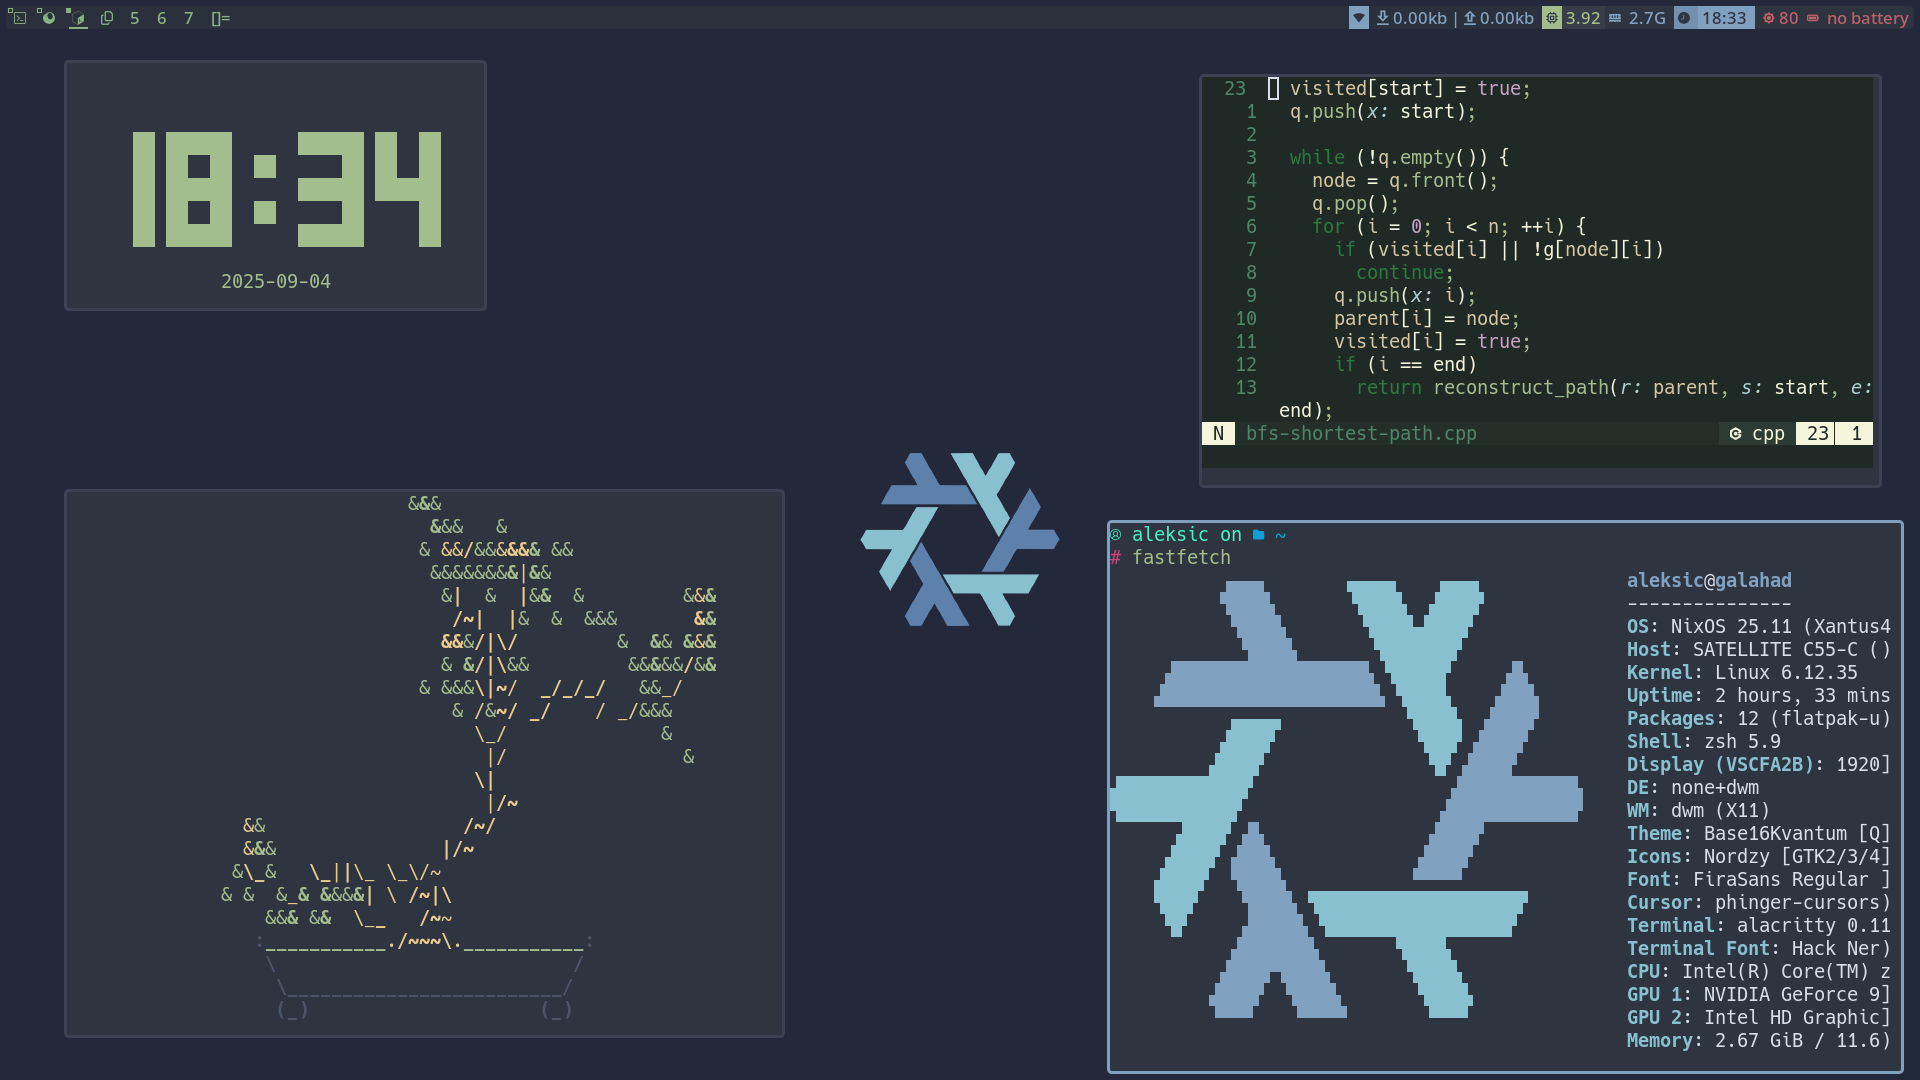 5 6 7 []=
0.00kb | 0.00kb 3.92 2.7G 18:33 80 no battery
18:34
2025-09-04
23 visited[start] = true;
1 q.push(x: start);
2
3 while (!q.empty()) {
4 node = q.front();
5 q.pop();
6 for (i = 0; i < n; ++i) {
7 if (visited[i] || !g[node][i])
8 continue;
9 q.push(x: i);
10 parent[i] = node;
11 visited[i] = true;
12 if (i == end)
13 return reconstruct_path(r: parent, s: start, e:
end);
N bfs-shortest-path.cpp cpp 23 1
aleksic on ~
# fastfetch
aleksic@galahad
---------------
OS: NixOS 25.11 (Xantus4
Host: SATELLITE C55-C ()
Kernel: Linux 6.12.35
Uptime: 2 hours, 33 mins
Packages: 12 (flatpak-u)
Shell: zsh 5.9
Display (VSCFA2B): 1920]
DE: none+dwm
WM: dwm (X11)
Theme: Base16Kvantum [Q]
Icons: Nordzy [GTK2/3/4]
Font: FiraSans Regular ]
Cursor: phinger-cursors)
Terminal: alacritty 0.11
Terminal Font: Hack Ner)
CPU: Intel(R) Core(TM) z
GPU 1: NVIDIA GeForce 9]
GPU 2: Intel HD Graphic]
Memory: 2.67 GiB / 11.6)